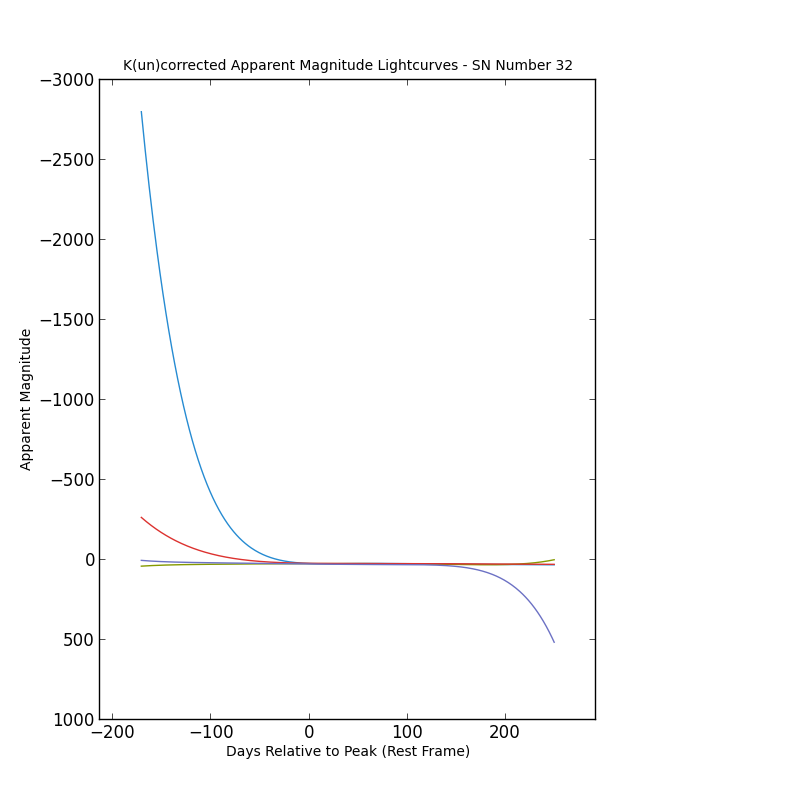 K(un)corrected Apparent Magnitude Lightcurves - SN Number 32
−3000
−2500
−2000
−1500
−1000
−500
0
500
1000
Apparent Magnitude
−200 −100 0 100 200
Days Relative to Peak (Rest Frame)